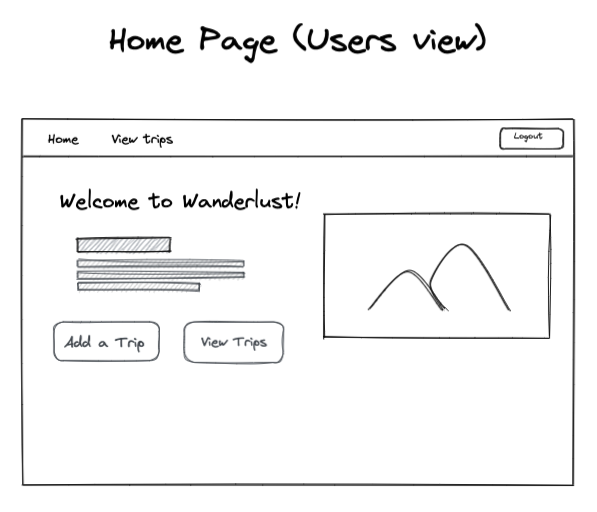 Home Page (Users view)
Home View trips Logout
Welcome to Wanderlust!
Add a Trip View Trips